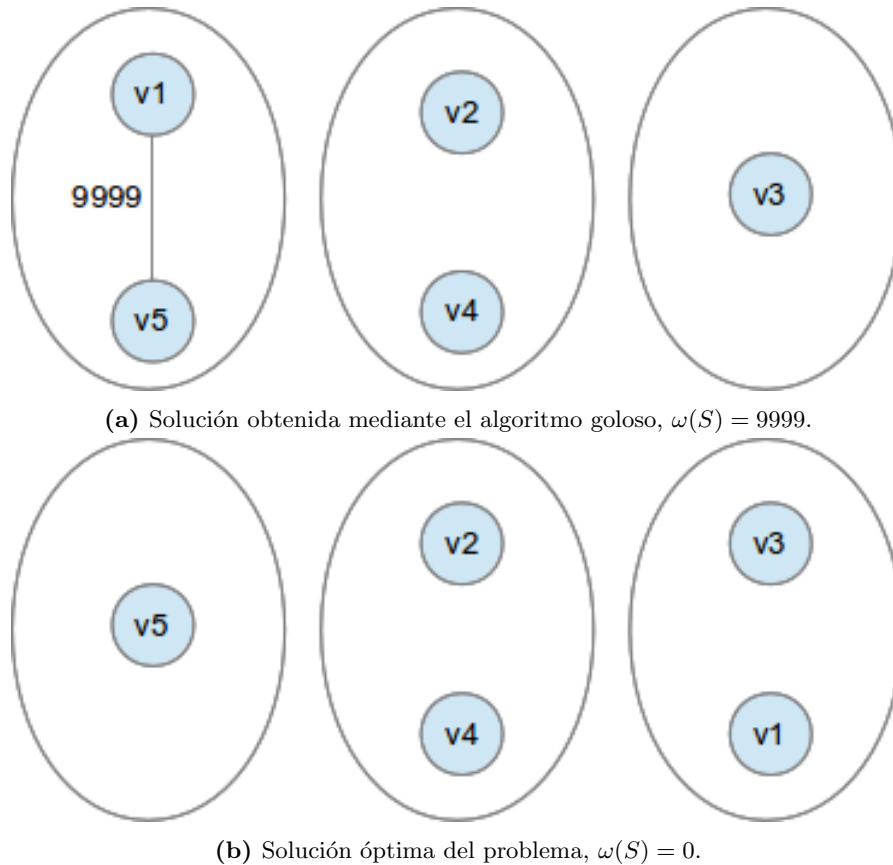 v1
v2
9999
v3
v5
v4
(a) Solución obtenida mediante el algoritmo goloso, ω(S) = 9999.
v2
v3
v5
v4
v1
(b) Solución óptima del problema, ω(S) = 0.